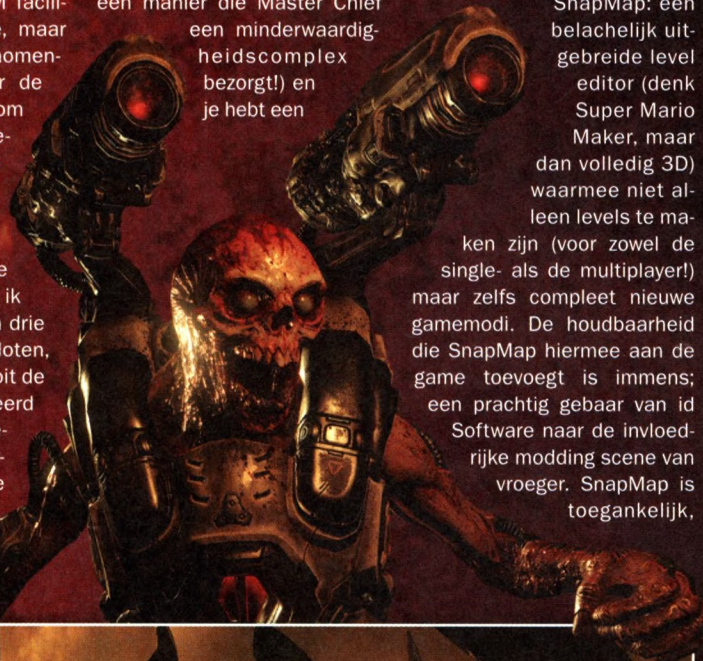 facili-
, maar
omen-
r de
om
e-
e
ik
drie
loten,
oit de
eerd
-
-
e
een manier die Master Chief
een minderwaardig-
heidscomplex
bezorgt!) en
je hebt een
SnapMap: een
belachelijk uit-
gebreide level
editor (denk
Super Mario
Maker, maar
dan volledig 3D)
waarmee niet al-
leen levels te ma-
ken zijn (voor zowel de
single- als de multiplayer!)
maar zelfs compleet nieuwe
gamemodi. De houdbaarheid
die SnapMap hiermee aan de
game toevoegt is immens;
een prachtig gebaar van id
Software naar de invloed-
rijke modding scene van
vroeger. SnapMap is
toegankelijk,